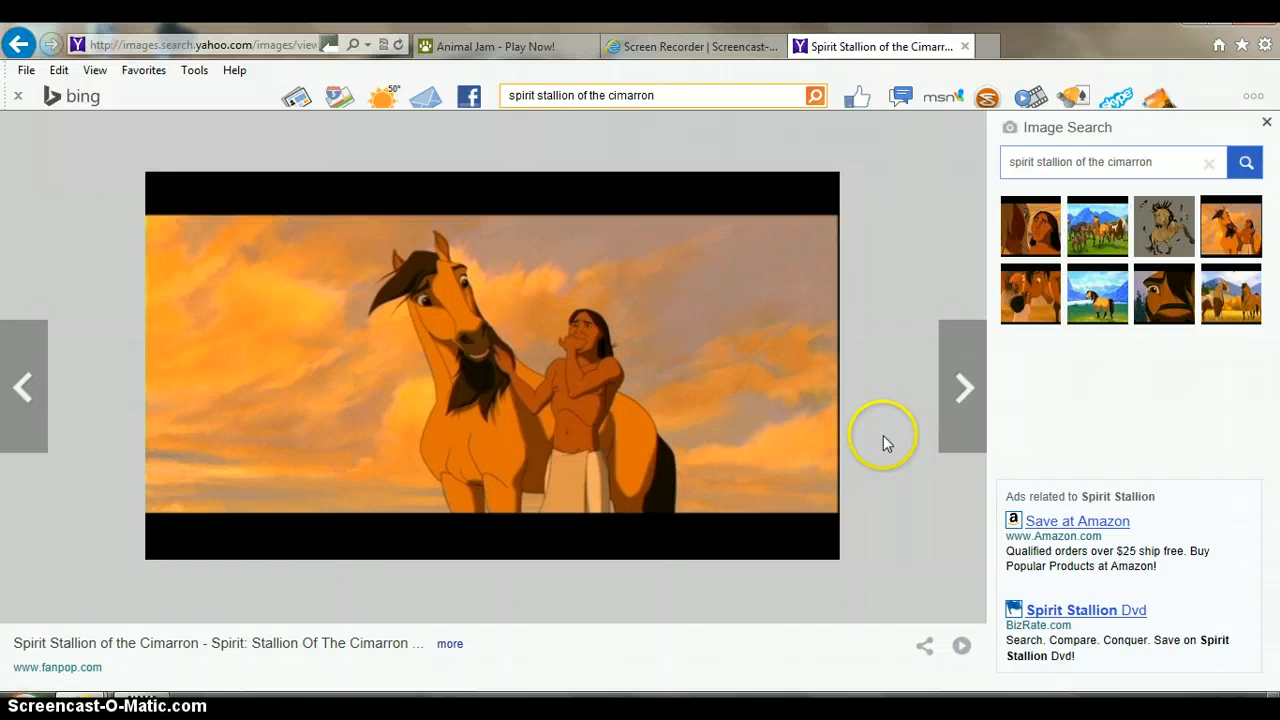 http://images.search.yahoo.com/images/view
Animal Jam - Play Now!
Screen Recorder | Screencast-...
Spirit Stallion of the Cimarr...
File Edit View Favorites Tools Help
bing
50°
spirit stallion of the cimarron
msn
skype
Image Search
spirit stallion of the cimarron
Ads related to Spirit Stallion
Save at Amazon
www.Amazon.com
Qualified orders over $25 ship free. Buy
Popular Products at Amazon!
Spirit Stallion Dvd
BizRate.com
Search. Compare. Conquer. Save on Spirit
Stallion Dvd!
Spirit Stallion of the Cimarron - Spirit: Stallion Of The Cimarron ... more
www.fanpop.com
Screencast-O-Matic.com